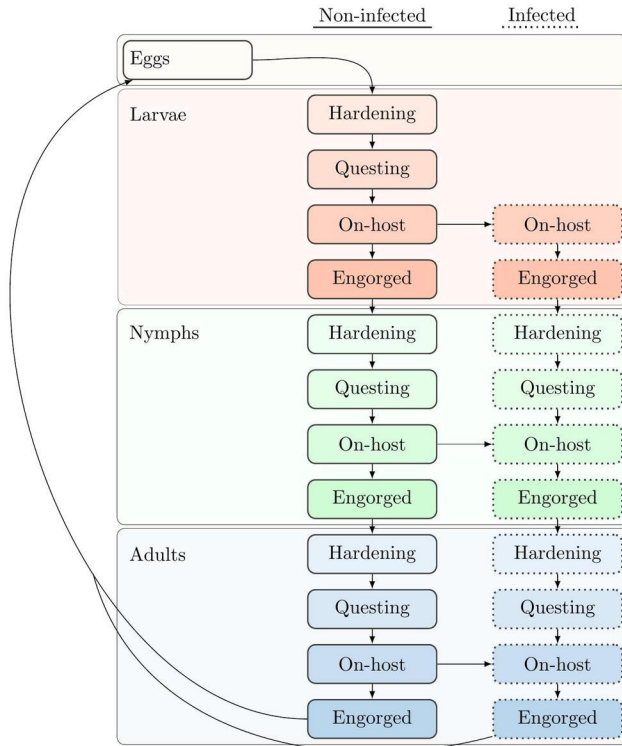 Non-infected Infected
Eggs
Larvae Hardening
Questing
On-host On-host
Engorged Engorged
Nymphs Hardening Hardening
Questing Questing
On-host On-host
Engorged Engorged
Adults Hardening Hardening
Questing Questing
On-host On-host
Engorged Engorged